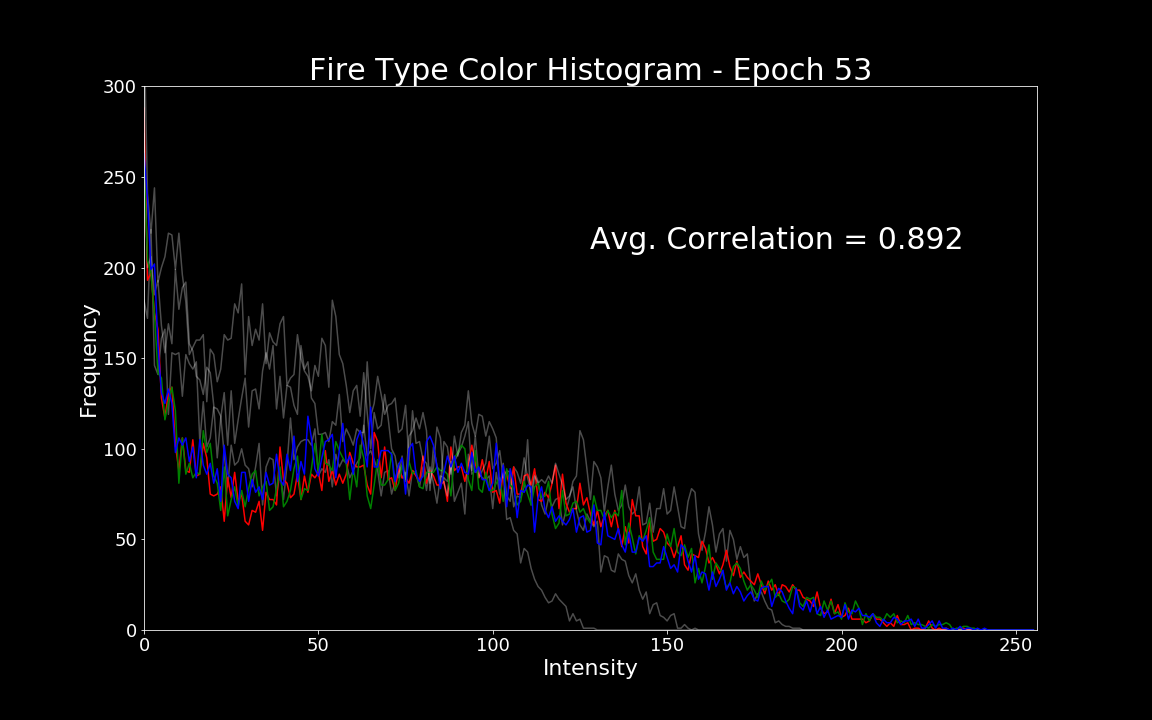 Fire Type Color Histogram - Epoch 53
300
250
200
150
100
50
0
Frequency
Avg. Correlation = 0.892
0 50 100 150 200 250
Intensity